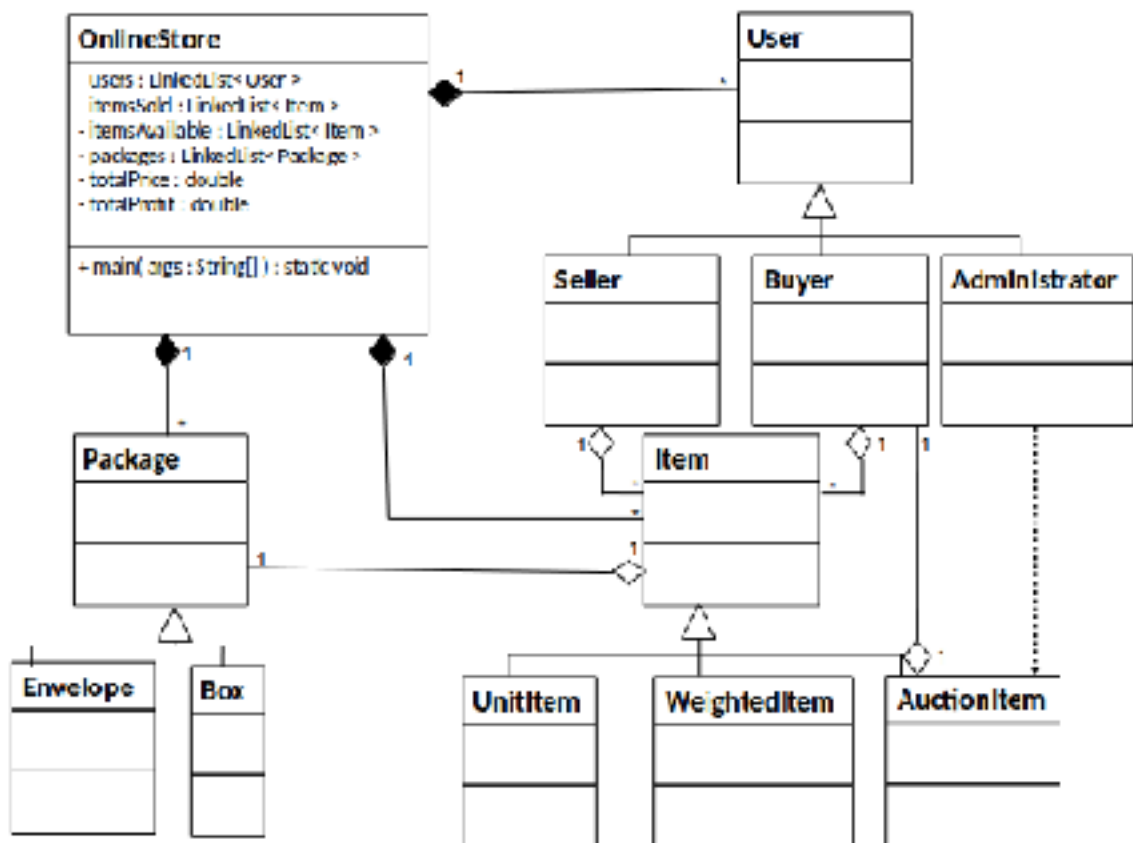 OnlineStore
users : LinkedList< User >
itemsSold : LinkedList< Item >
- itemsAvailable : LinkedList< Item >
- packages : LinkedList< Package >
- totalPrice : double
- totalProfit : double
+ main( args : String[] ) : static void
1
*
User
Seller
Buyer
Administrator
1
1
*
Package
1
1
1
Item
*
*
*
1
1
Envelope
Box
UnitItem
WeightedItem
AuctionItem